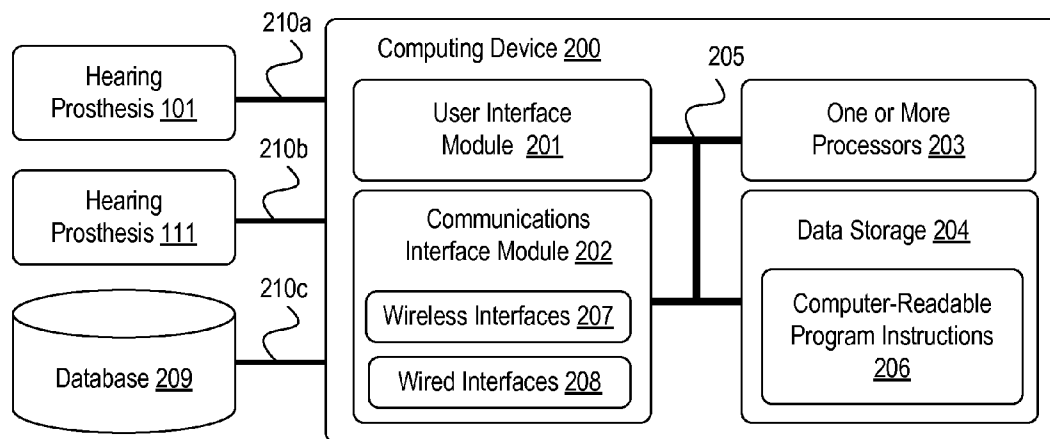 210a
Hearing
Prosthesis 101
210b
Hearing
Prosthesis 111
210c
Database 209
Computing Device 200
205
User Interface
Module 201
One or More
Processors 203
Communications
Interface Module 202
Wireless Interfaces 207
Wired Interfaces 208
Data Storage 204
Computer-Readable
Program Instructions
206